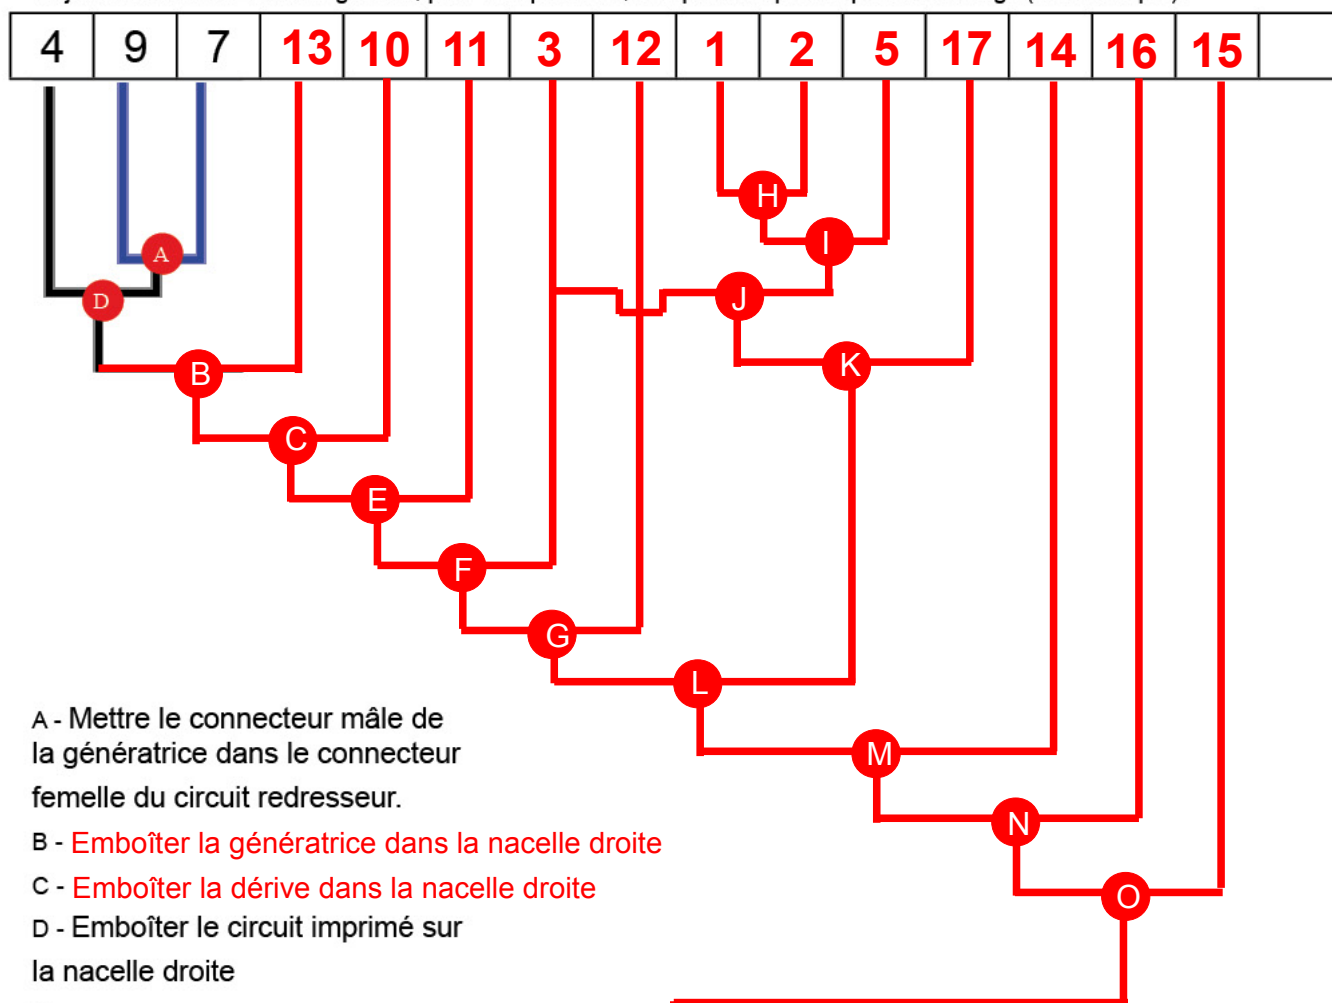 4 9 7 13 10 11 3 12 1 2 5 17 14 16 15
H
I
A
D
J
B
K
C
E
F
G
L
A - Mettre le connecteur mâle de
la génératrice dans le connecteur
M
femelle du circuit redresseur.
N
B - Emboîter la génératrice dans la nacelle droite
C - Emboîter la dérive dans la nacelle droite
O
D - Emboîter le circuit imprimé sur
la nacelle droite